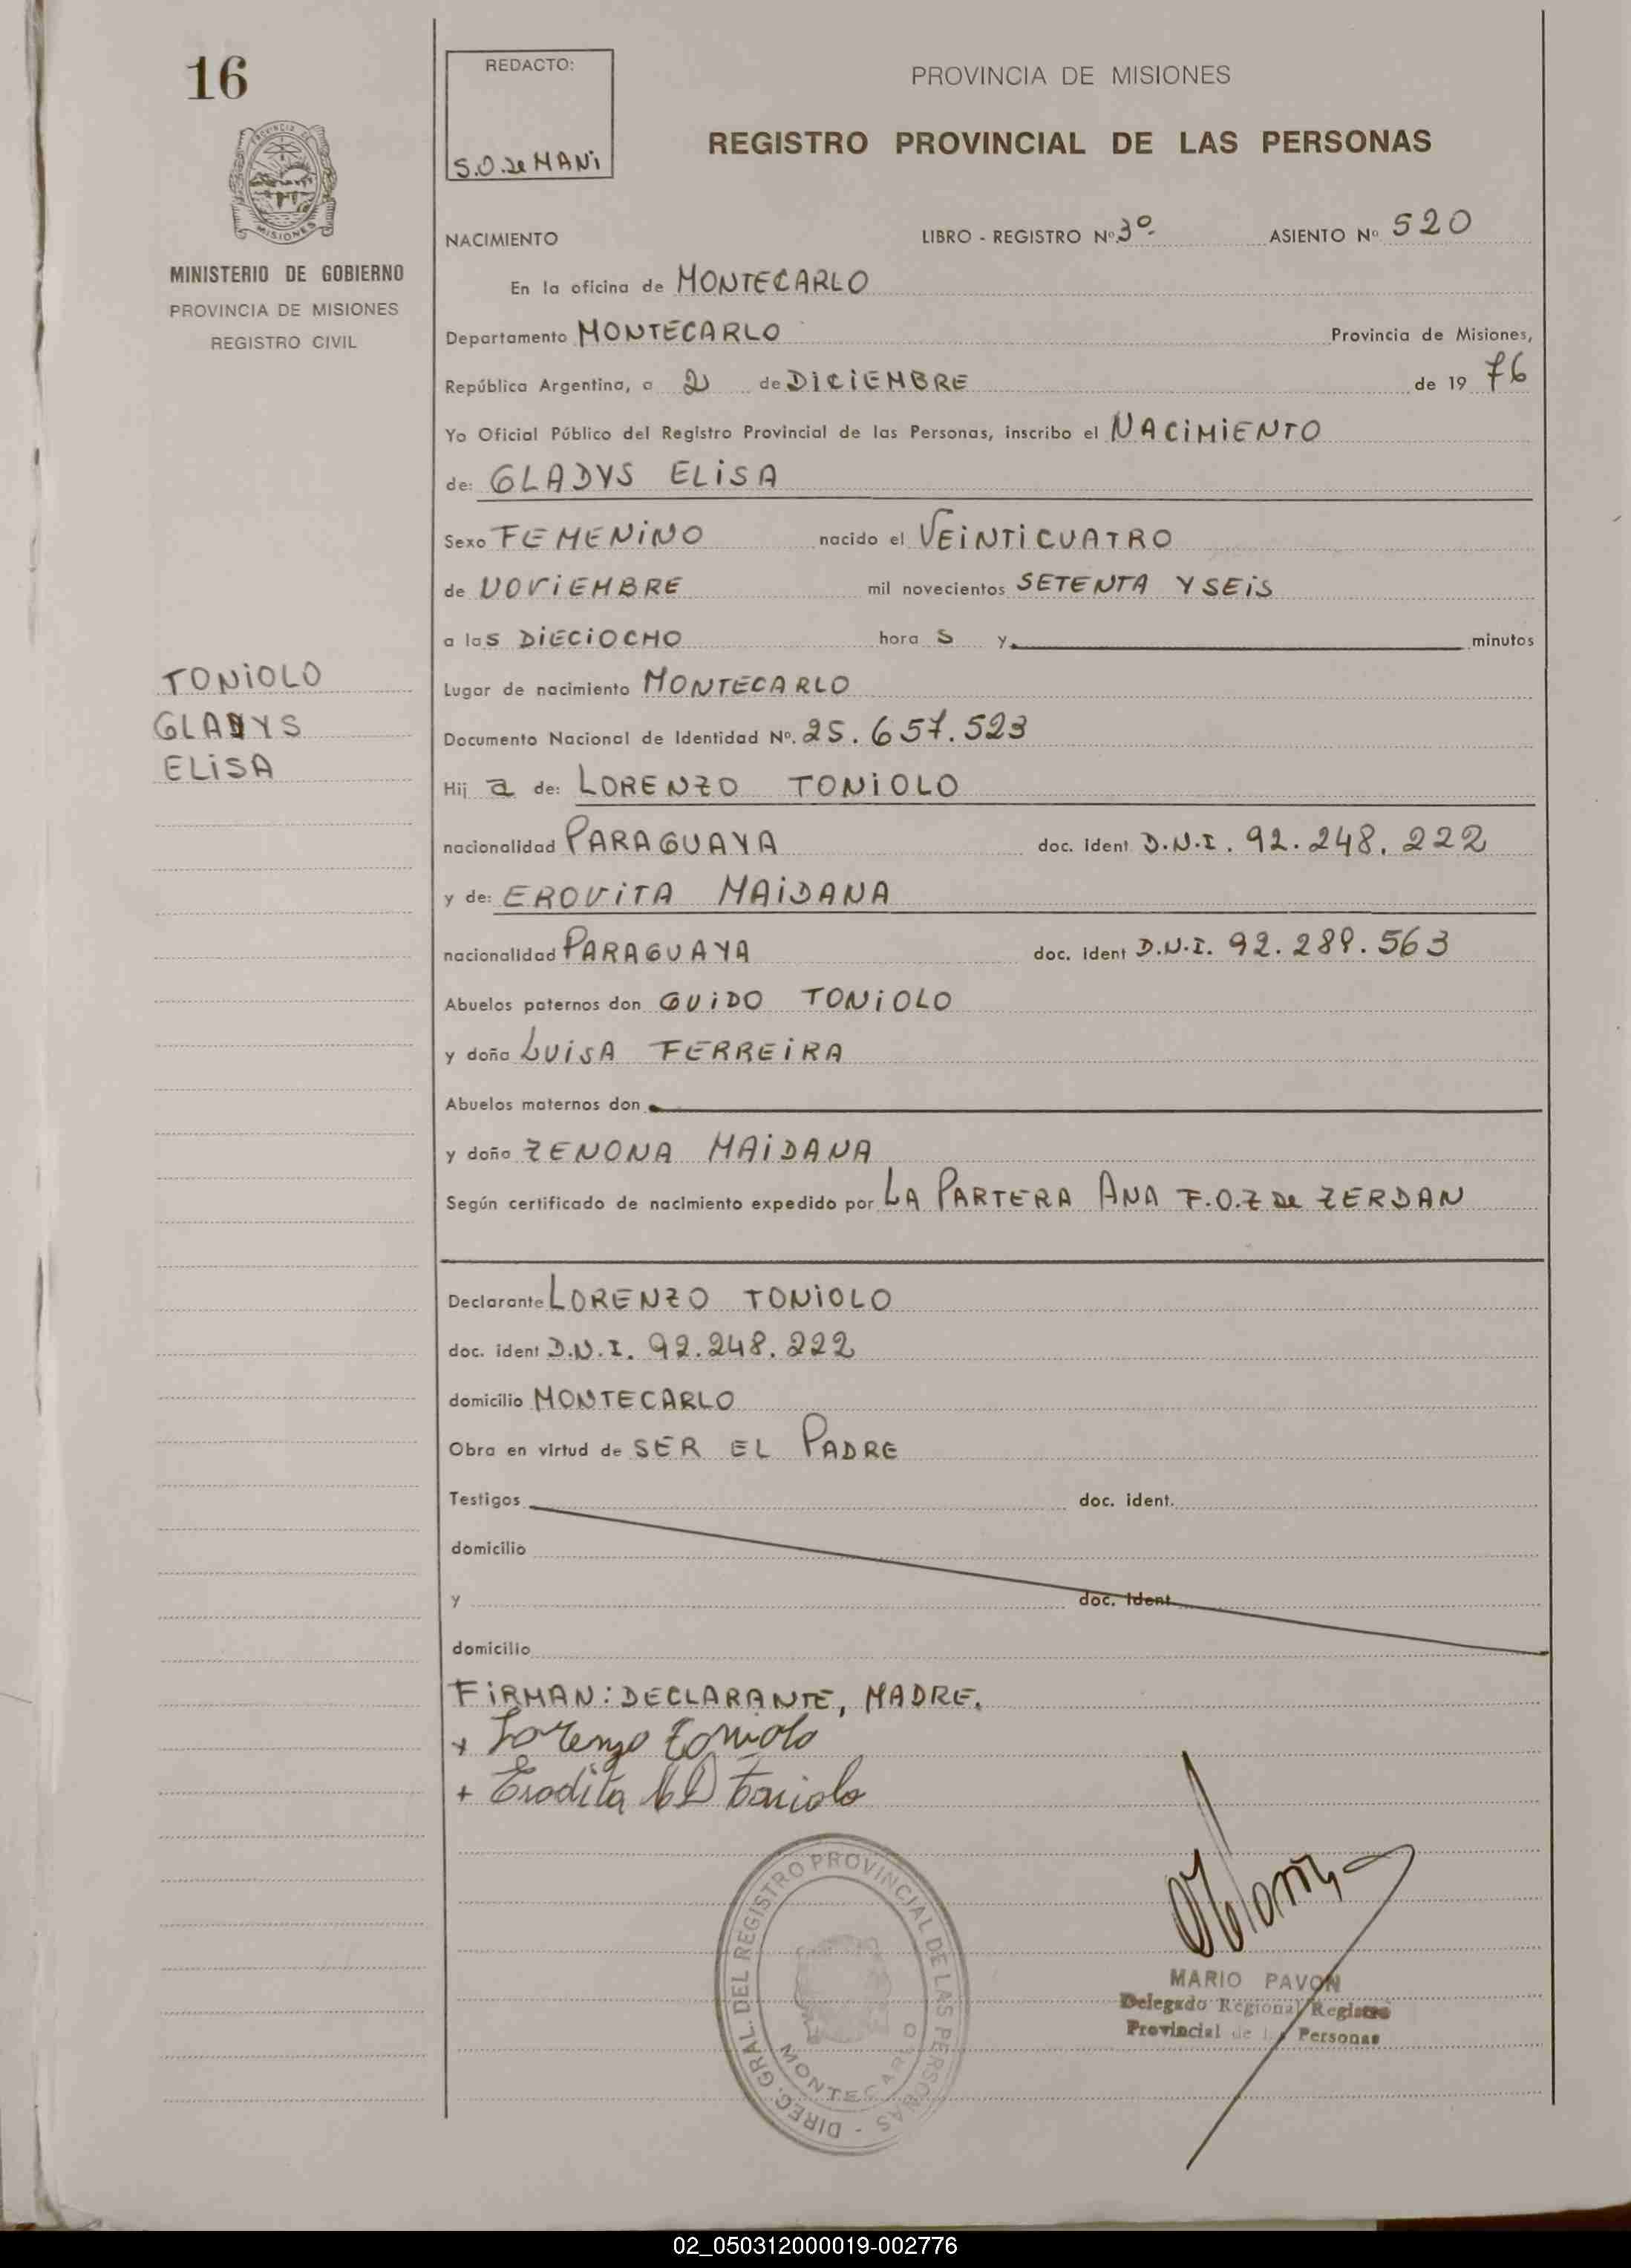 16
MINISTERIO DE GOBIERNO
PROVINCIA DE MISIONES
REGISTRO CIVIL
TONIOLO
GLADYS
ELISA
REDACTO:
S.O. de MANI
PROVINCIA DE MISIONES
REGISTRO PROVINCIAL DE LAS PERSONAS
NACIMIENTO LIBRO - REGISTRO Nº 3º- ASIENTO Nº 520
En la oficina de MONTECARLO
Departamento MONTECARLO Provincia de Misiones,
República Argentina, a 2 de DICIEMBRE de 19 76
Yo Oficial Público del Registro Provincial de las Personas, inscribo el NACIMIENTO
de: GLADYS ELISA
Sexo FEMENINO nacido el VEINTICUATRO
de NOVIEMBRE mil novecientos SETENTA Y SEIS
a las DIECIOCHO hora S y minutos
Lugar de nacimiento MONTECARLO
Documento Nacional de Identidad Nº. 25.657.523
Hij a de: LORENZO TONIOLO
nacionalidad PARAGUAYA doc. ident D.N.I. 92.248.222
y de: EROVITA MAIDANA
nacionalidad PARAGUAYA doc. ident D.N.I. 92.289.563
Abuelos paternos don GUIDO TONIOLO
y doña LUISA FERREIRA
Abuelos maternos don
y doña ZENONA MAIDANA
Según certificado de nacimiento expedido por LA PARTERA ANA F.O.Z de ZERDAN
Declarante LORENZO TONIOLO
doc. ident D.N.I. 92.248.222
domicilio MONTECARLO
Obra en virtud de SER EL PADRE
Testigos doc. ident.
domicilio
y doc. ident
domicilio
FIRMAN: DECLARANTE, MADRE.
+ Lorenzo Toniolo
+ Erodita M D Toniolo
DIREC. GRAL. DEL REGISTRO PROVINCIAL DE LAS PERSONAS -
MONTECARLO
MARIO PAVON
Delegado Regional Registro
Provincial de las Personas
02_050312000019-002776